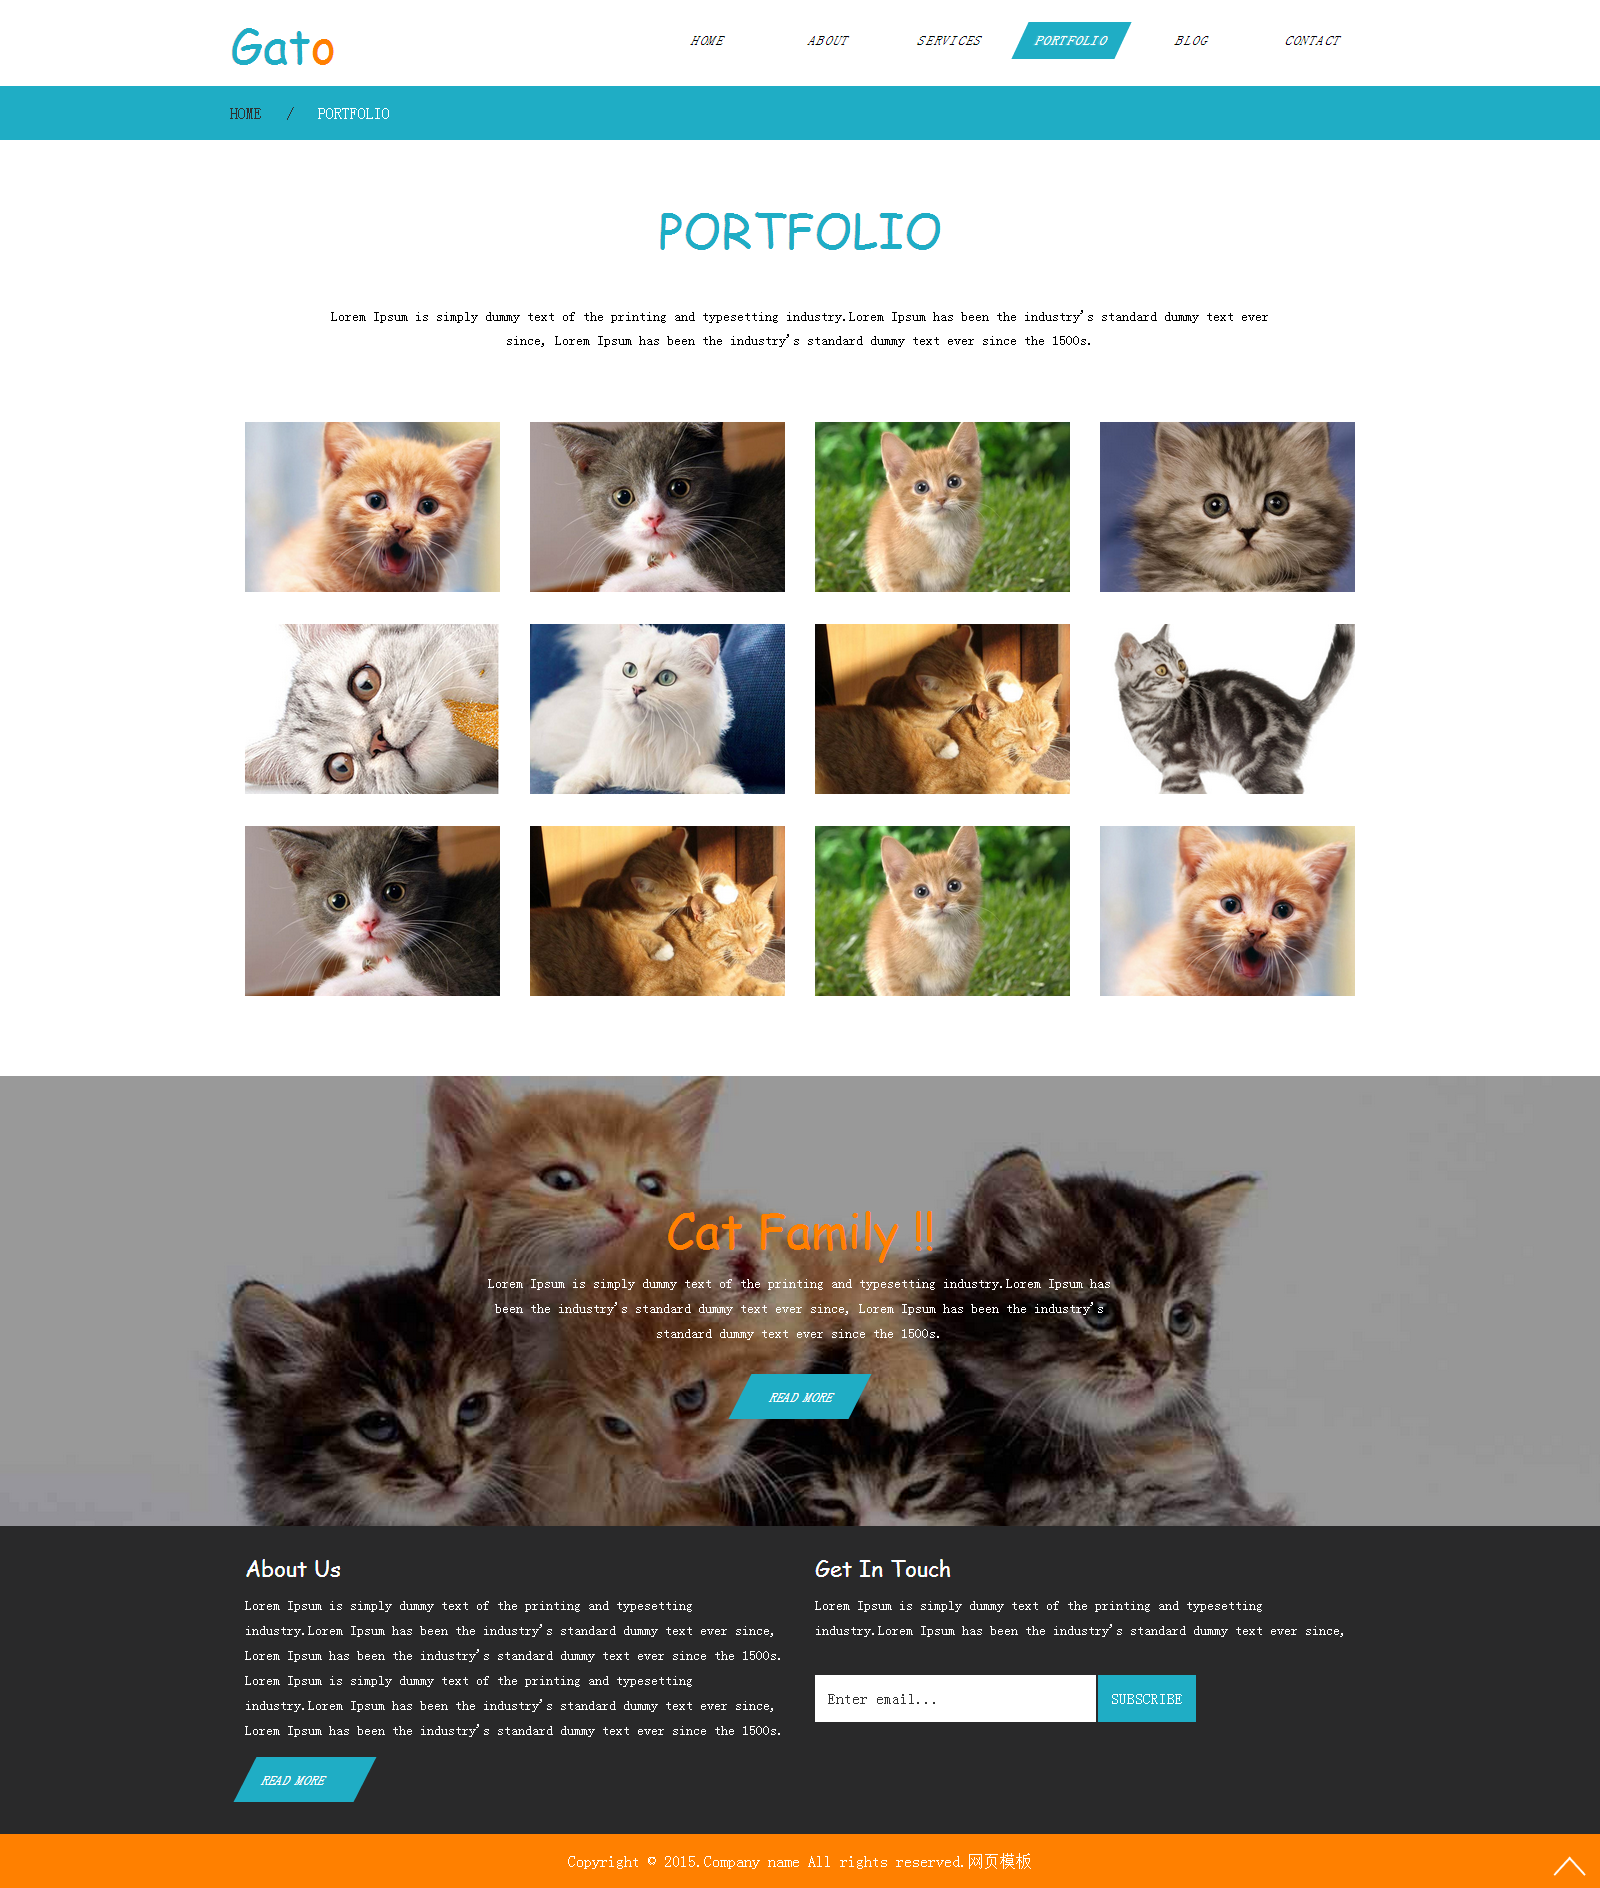 Gato
HOME ABOUT SERVICES PORTFOLIO BLOG CONTACT
HOME / PORTFOLIO
PORTFOLIO
Lorem Ipsum is simply dummy text of the printing and typesetting industry.Lorem Ipsum has been the industry's standard dummy text ever
since, Lorem Ipsum has been the industry's standard dummy text ever since the 1500s.
Cat Family !!
Lorem Ipsum is simply dummy text of the printing and typesetting industry.Lorem Ipsum has
been the industry's standard dummy text ever since, Lorem Ipsum has been the industry's
standard dummy text ever since the 1500s.
READ MORE
About Us
Lorem Ipsum is simply dummy text of the printing and typesetting
industry.Lorem Ipsum has been the industry's standard dummy text ever since,
Lorem Ipsum has been the industry's standard dummy text ever since the 1500s.
Lorem Ipsum is simply dummy text of the printing and typesetting
industry.Lorem Ipsum has been the industry's standard dummy text ever since,
Lorem Ipsum has been the industry's standard dummy text ever since the 1500s.
READ MORE
Get In Touch
Lorem Ipsum is simply dummy text of the printing and typesetting
industry.Lorem Ipsum has been the industry's standard dummy text ever since,
Enter email...
SUBSCRIBE
Copyright © 2015.Company name All rights reserved.网页模板